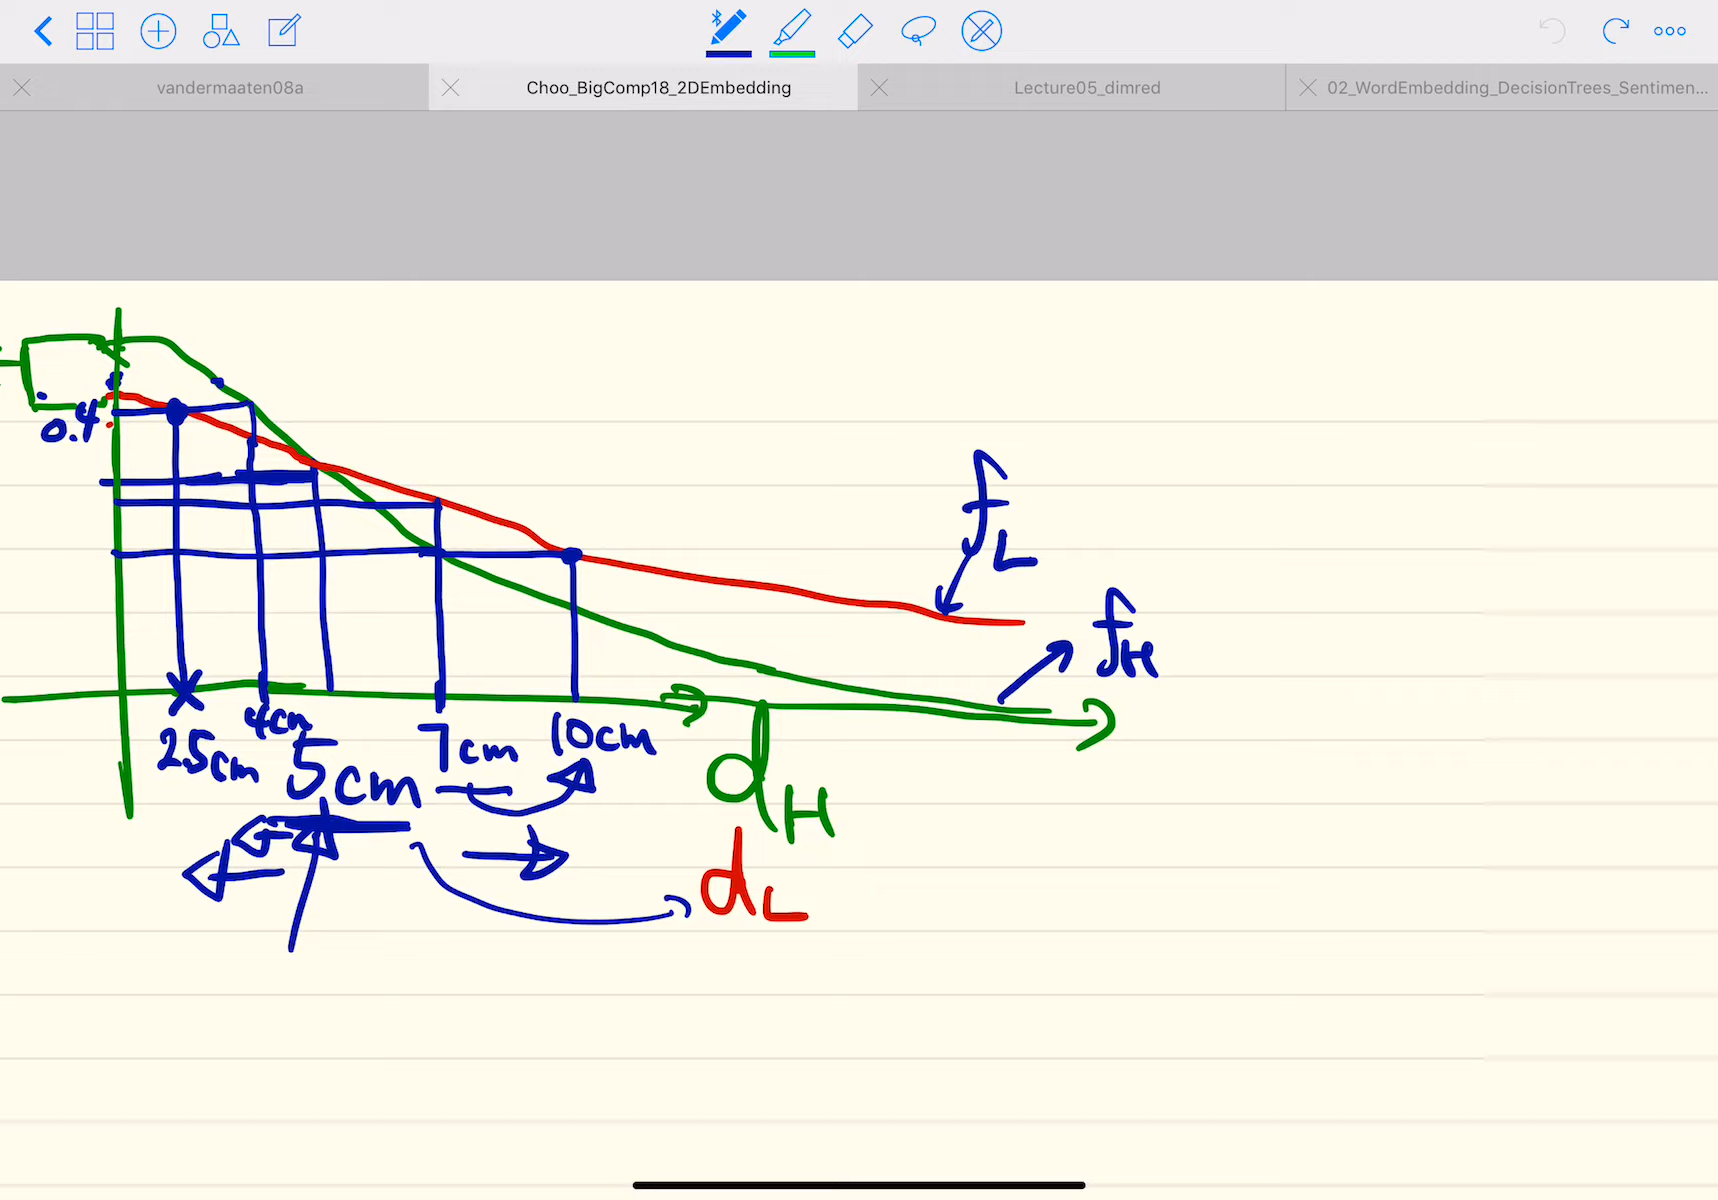 vandermaaten08a
Choo_BigComp18_2DEmbedding
Lecture05_dimred
02_WordEmbedding_DecisionTrees_Sentimen...
0.4
f_L
f_H
2.5cm
4cm
5cm
7cm
10cm
d_H
d_L